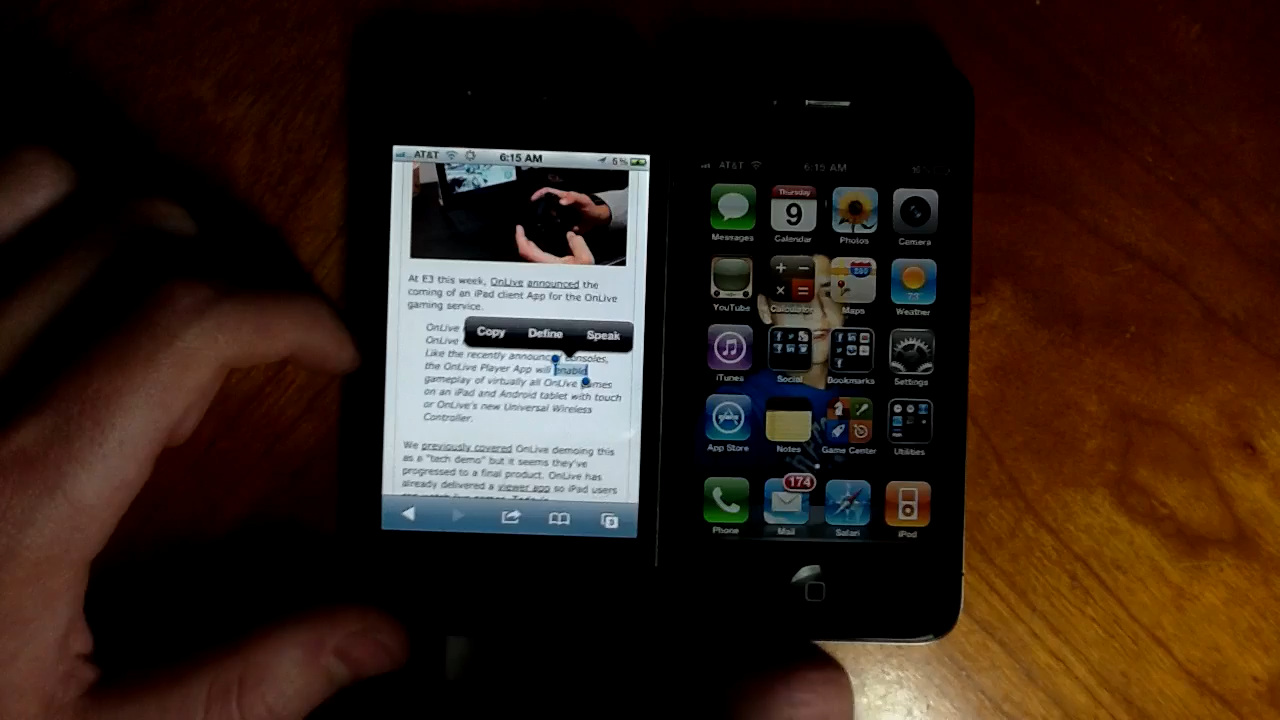 AT&T 6:15 AM 5%
At E3 this week, OnLive announced the
coming of an iPad client App for the OnLive
gaming service.
Copy Define Speak
OnLive
OnLive
Like the recently announc consoles,
the OnLive Player App will enable
gameplay of virtually all OnLive games
on an iPad and Android tablet with touch
or OnLive's new Universal Wireless
Controller.
We previously covered OnLive demoing this
as a "tech demo" but it seems they've
progressed to a final product. OnLive has
already delivered a viewer app so iPad users
AT&T 6:15 AM
Thursday
9
Messages Calendar Photos Camera
280
73°
YouTube Calculator Maps Weather
iTunes Social Bookmarks Settings
App Store Notes Game Center Utilities
174
Phone Mail Safari iPod